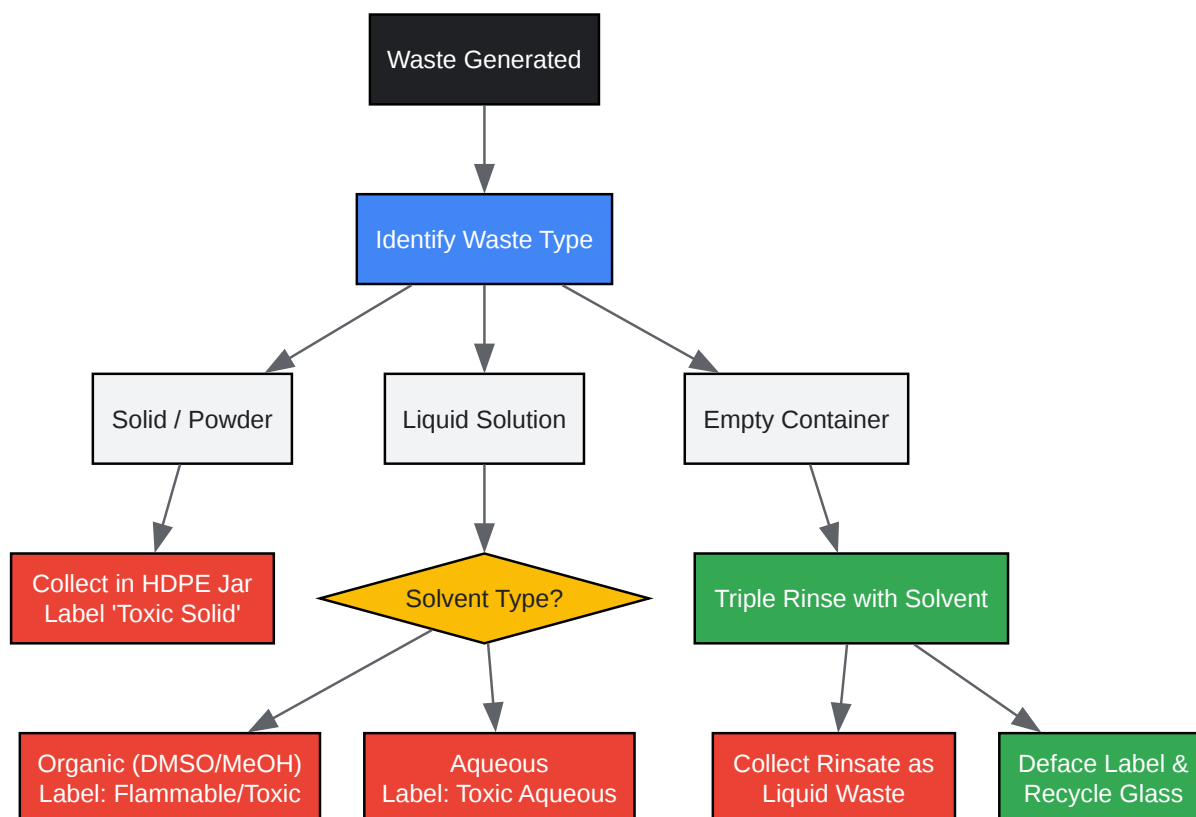 Waste Generated
Identify Waste Type
Solid / Powder
Liquid Solution
Empty Container
Collect in HDPE Jar
Label 'Toxic Solid'
Solvent Type?
Triple Rinse with Solvent
Organic (DMSO/MeOH)
Label: Flammable/Toxic
Aqueous
Label: Toxic Aqueous
Collect Rinsate as
Liquid Waste
Deface Label &
Recycle Glass